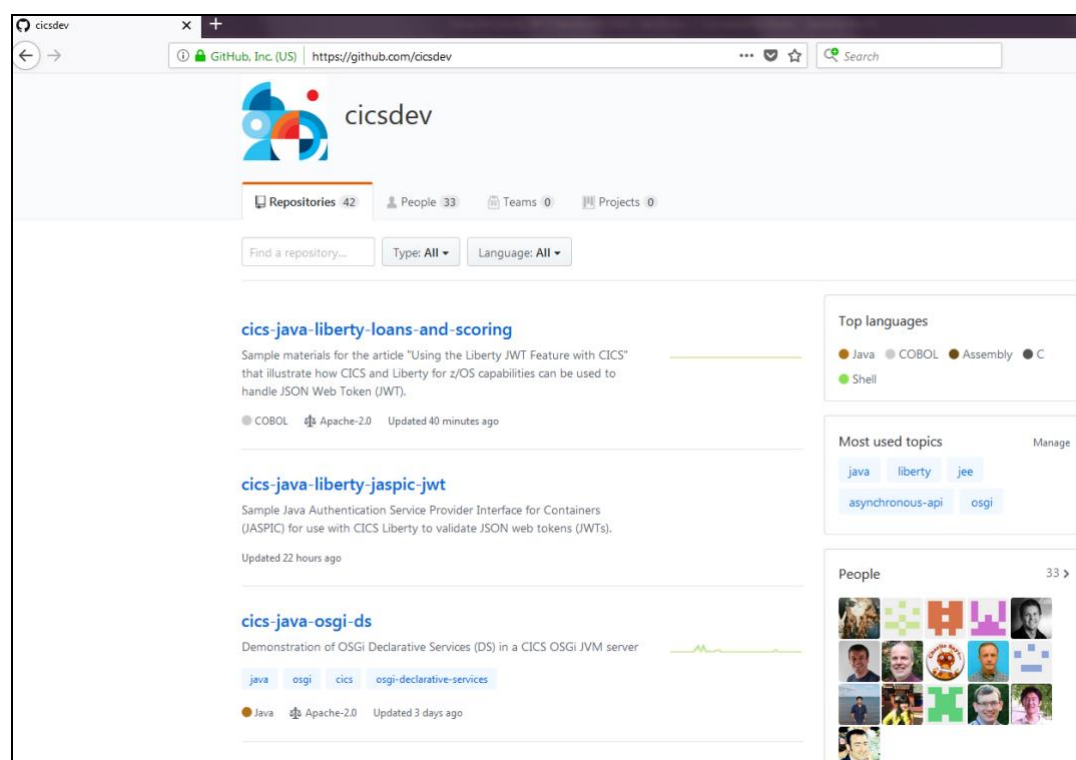 cicsdev
GitHub, Inc. (US) https://github.com/cicsdev Search
cicsdev
Repositories 42 People 33 Teams 0 Projects 0
Find a repository... Type: All Language: All
cics-java-liberty-loans-and-scoring
Sample materials for the article "Using the Liberty JWT Feature with CICS"
that illustrate how CICS and Liberty for z/OS capabilities can be used to
handle JSON Web Token (JWT).
COBOL Apache-2.0 Updated 40 minutes ago
cics-java-liberty-jaspic-jwt
Sample Java Authentication Service Provider Interface for Containers
(JASPIC) for use with CICS Liberty to validate JSON web tokens (JWTs).
Updated 22 hours ago
cics-java-osgi-ds
Demonstration of OSGi Declarative Services (DS) in a CICS OSGi JVM server
java osgi cics osgi-declarative-services
Java Apache-2.0 Updated 3 days ago
Top languages
Java COBOL Assembly C
Shell
Most used topics Manage
java liberty jee
asynchronous-api osgi
People 33